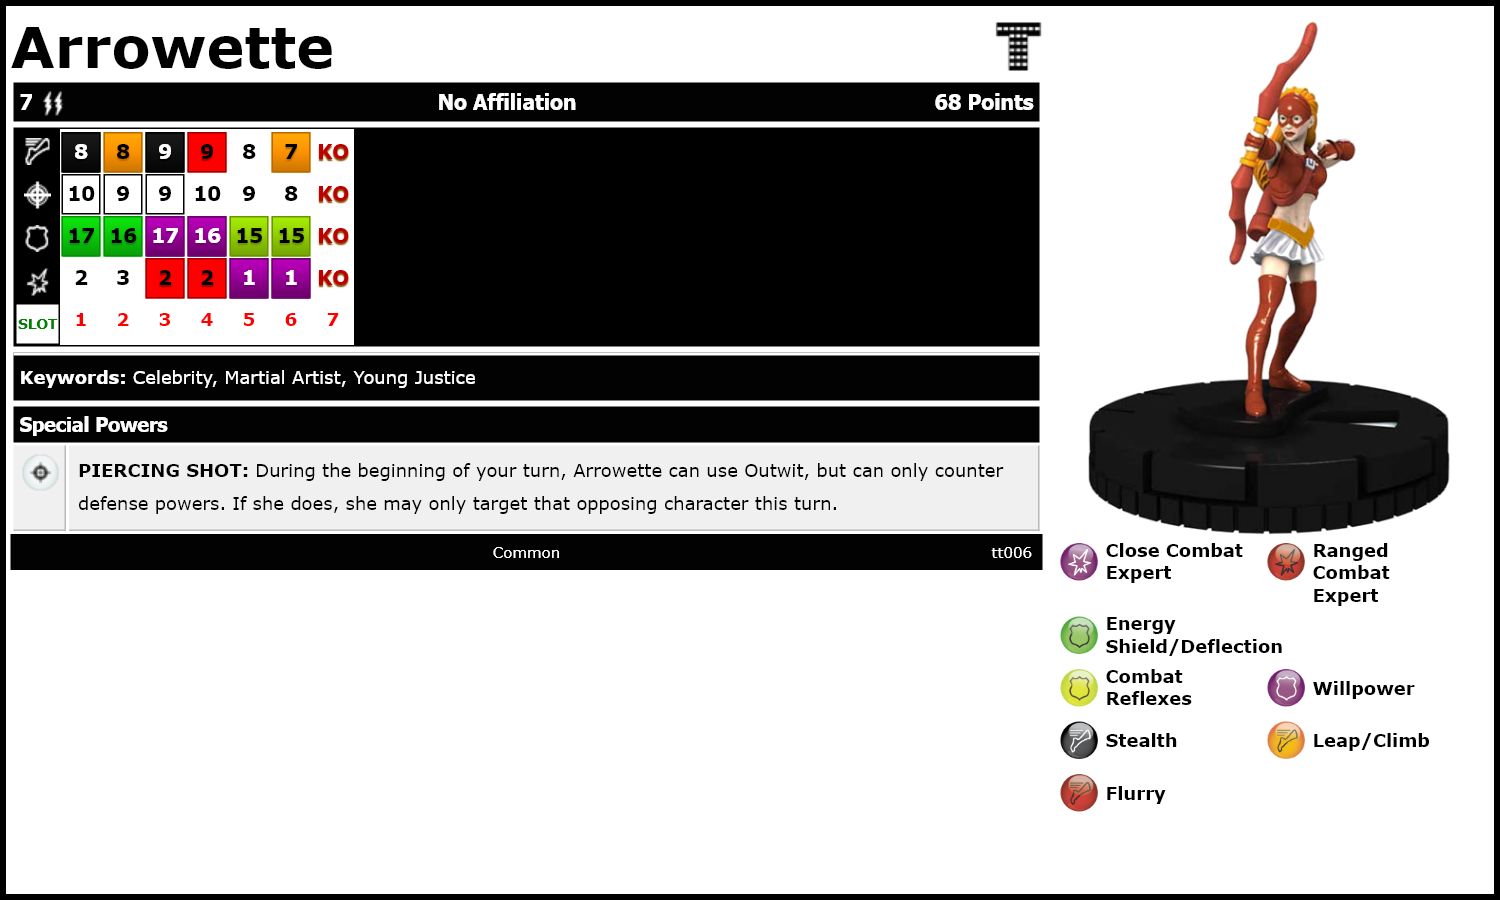 Arrowette
7 No Affiliation 68 Points
8 8 9 9 8 7 KO
10 9 9 10 9 8 KO
17 16 17 16 15 15 KO
2 3 2 2 1 1 KO
SLOT 1 2 3 4 5 6 7
Keywords: Celebrity, Martial Artist, Young Justice
Special Powers
PIERCING SHOT: During the beginning of your turn, Arrowette can use Outwit, but can only counter
defense powers. If she does, she may only target that opposing character this turn.
Common tt006
Close Combat
Expert
Ranged
Combat
Expert
Energy
Shield/Deflection
Combat
Reflexes
Willpower
Stealth
Leap/Climb
Flurry